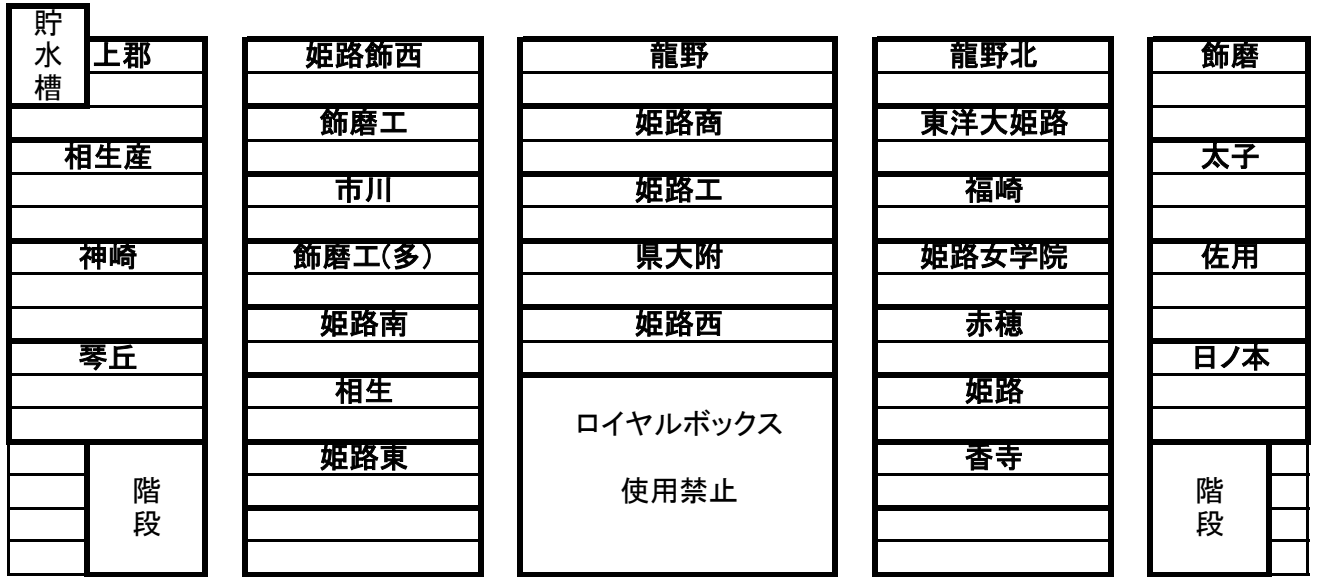 貯水槽
上郡
相生産
神崎
琴丘
階段
姫路飾西
飾磨工
市川
飾磨工(多)
姫路南
相生
姫路東
龍野
姫路商
姫路工
県大附
姫路西
ロイヤルボックス
使用禁止
龍野北
東洋大姫路
福崎
姫路女学院
赤穂
姫路
香寺
飾磨
太子
佐用
日ノ本
階段